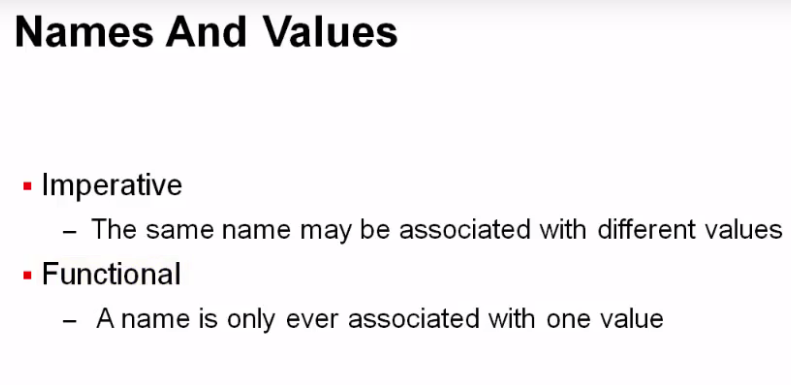 Names And Values
▪ Imperative
– The same name may be associated with different values
▪ Functional
– A name is only ever associated with one value